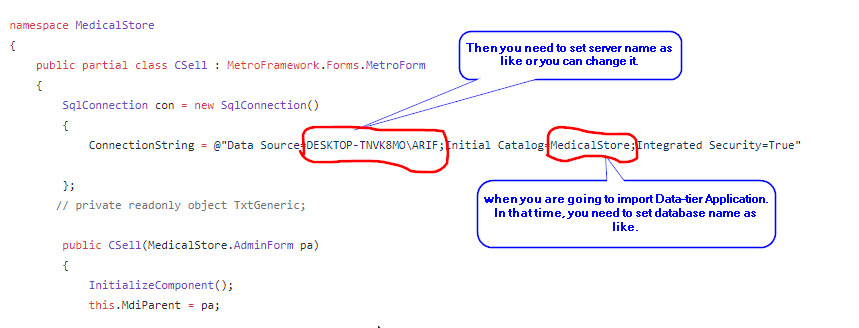 namespace MedicalStore
{
public partial class CSell : MetroFramework.Forms.MetroForm
{
Then you need to set server name as
like or you can change it.
SqlConnection con = new SqlConnection()
{
ConnectionString = @"Data Source=DESKTOP-TNVK8MO\ARIF;Initial Catalog=MedicalStore;Integrated Security=True"
};
// private readonly object TxtGeneric;
when you are going to import Data-tier Application.
In that time, you need to set database name as
like.
public CSell(MedicalStore.AdminForm pa)
{
InitializeComponent();
this.MdiParent = pa;